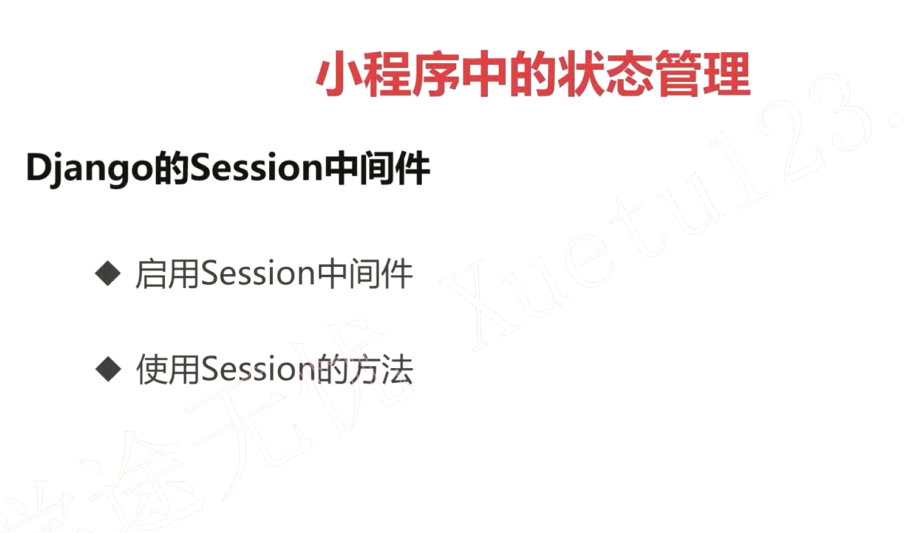 小程序中的状态管理
Django的Session中间件
◆ 启用Session中间件
◆ 使用Session的方法
学途无忧 Xuetu123.